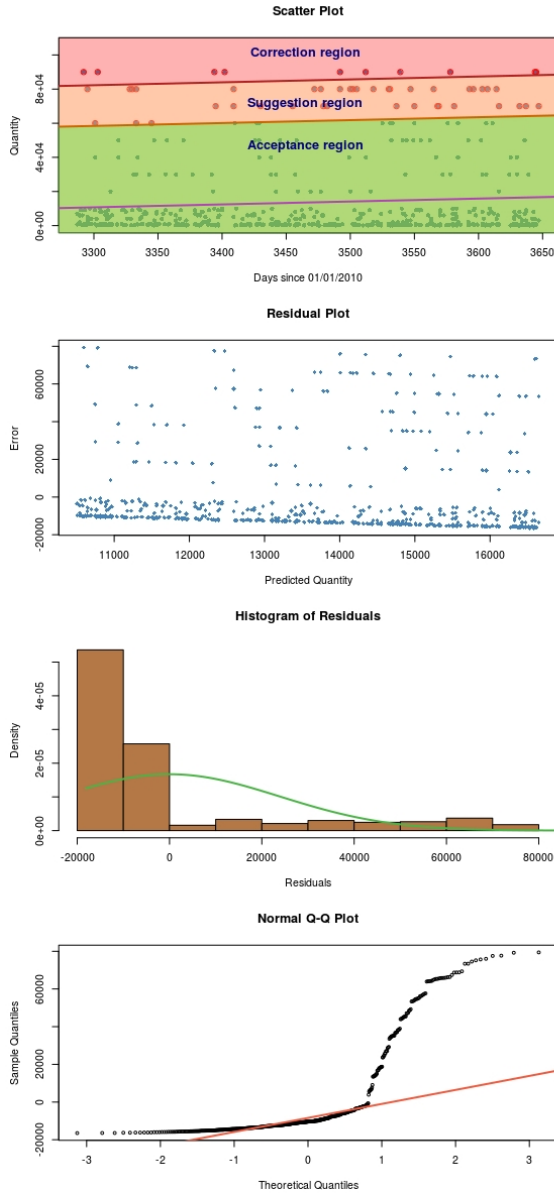 Scatter Plot
Quantity
8e+04
4e+04
0e+00
Correction region
Suggestion region
Acceptance region
3300 3350 3400 3450 3500 3550 3600 3650
Days since 01/01/2010
Residual Plot
Error
60000
20000
0
-20000
11000 12000 13000 14000 15000 16000
Predicted Quantity
Histogram of Residuals
Density
4e-05
2e-05
0e+00
-20000 0 20000 40000 60000 80000
Residuals
Normal Q-Q Plot
Sample Quantiles
60000
20000
0
-20000
-3 -2 -1 0 1 2 3
Theoretical Quantiles